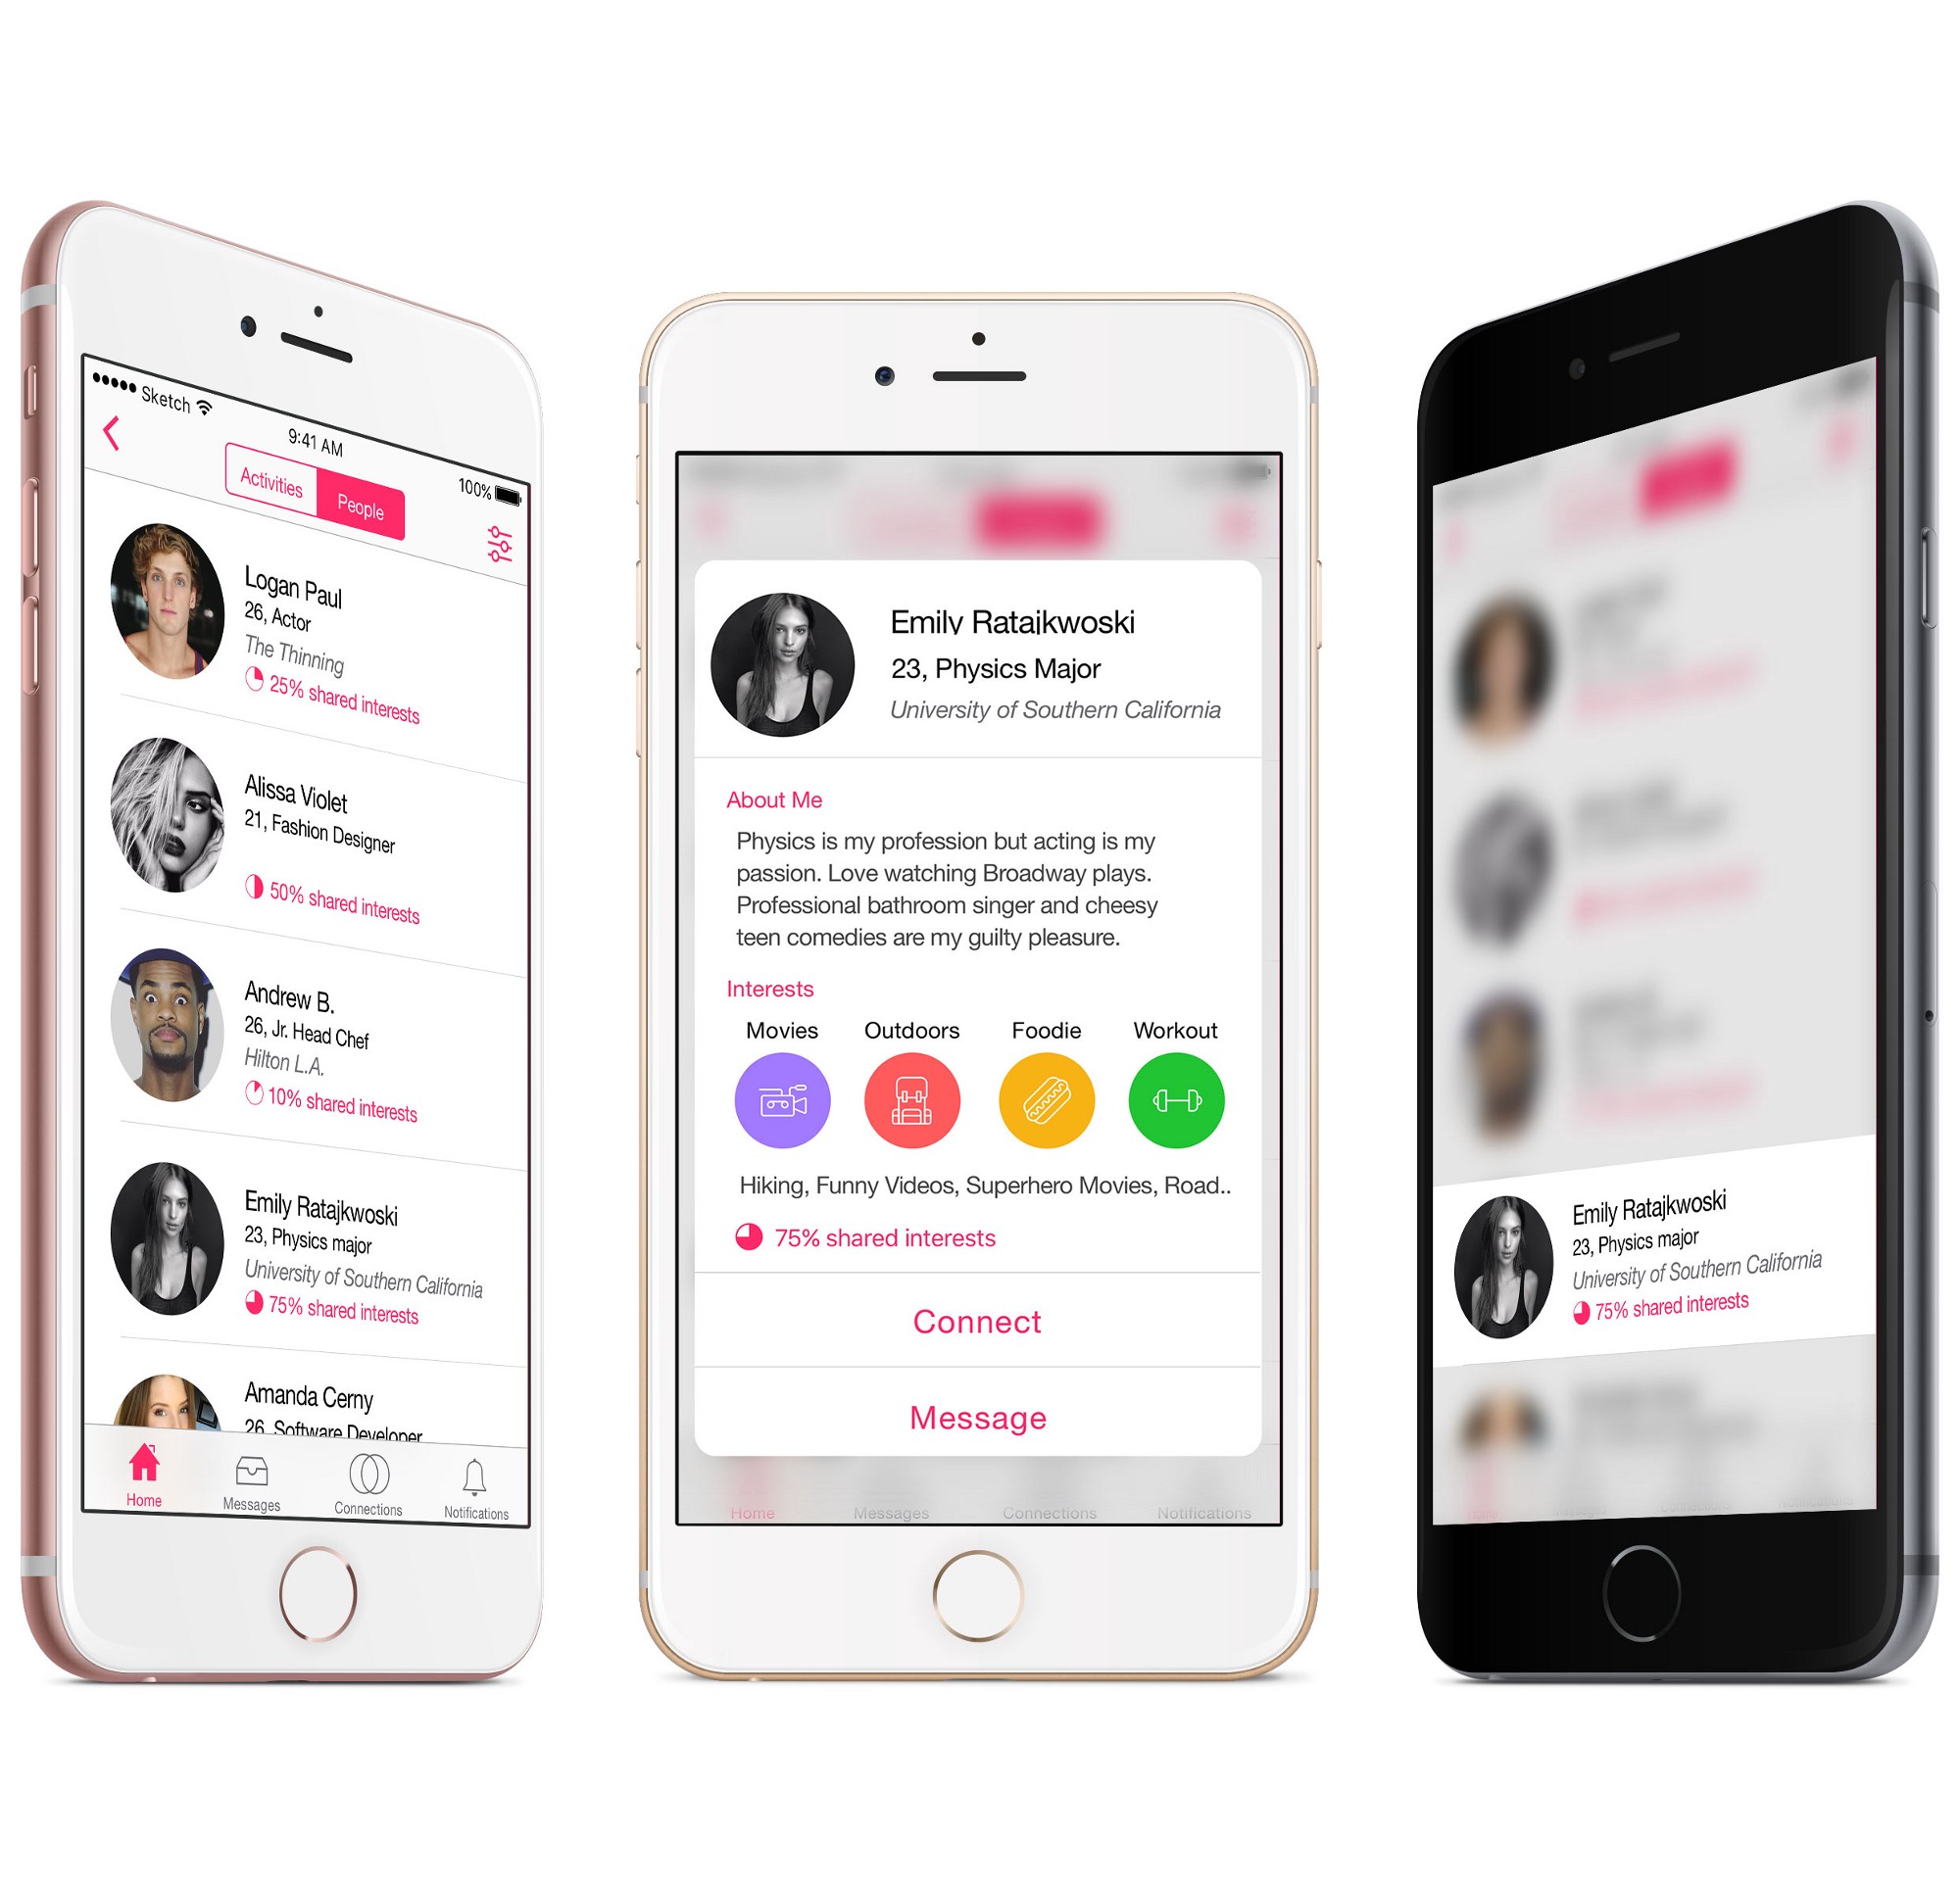 Sketch
9:41 AM
100%
Activities
People
Logan Paul
26, Actor
The Thinning
25% shared interests
Alissa Violet
21, Fashion Designer
50% shared interests
Andrew B.
26, Jr. Head Chef
Hilton L.A.
10% shared interests
Emily Ratajkwoski
23, Physics major
University of Southern California
75% shared interests
Amanda Cerny
26, Software Developer
Home
Messages
Connections
Notifications
Emily Ratajkwoski
23, Physics Major
University of Southern California
About Me
Physics is my profession but acting is my
passion. Love watching Broadway plays.
Professional bathroom singer and cheesy
teen comedies are my guilty pleasure.
Interests
Movies Outdoors Foodie Workout
Hiking, Funny Videos, Superhero Movies, Road..
75% shared interests
Connect
Message
Home Messages Connections Notifications
Emily Ratajkwoski
23, Physics major
University of Southern California
75% shared interests